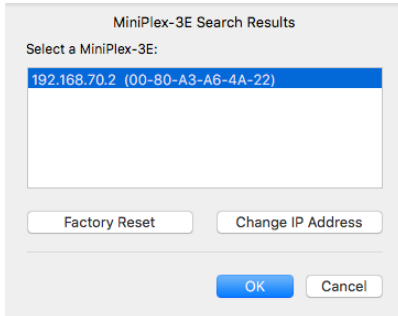 MiniPlex-3E Search Results
Select a MiniPlex-3E:
192.168.70.2 (00-80-A3-A6-4A-22)
Factory Reset
Change IP Address
OK
Cancel